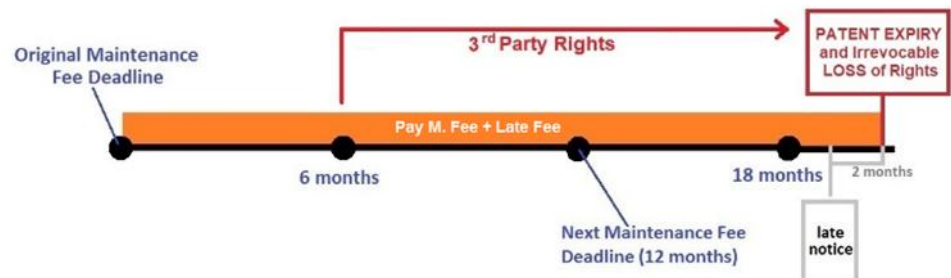 Original Maintenance
Fee Deadline
3rd Party Rights
PATENT EXPIRY
and Irrevocable
LOSS of Rights
Pay M. Fee + Late Fee
6 months
18 months
2 months
Next Maintenance Fee
Deadline (12 months)
late
notice